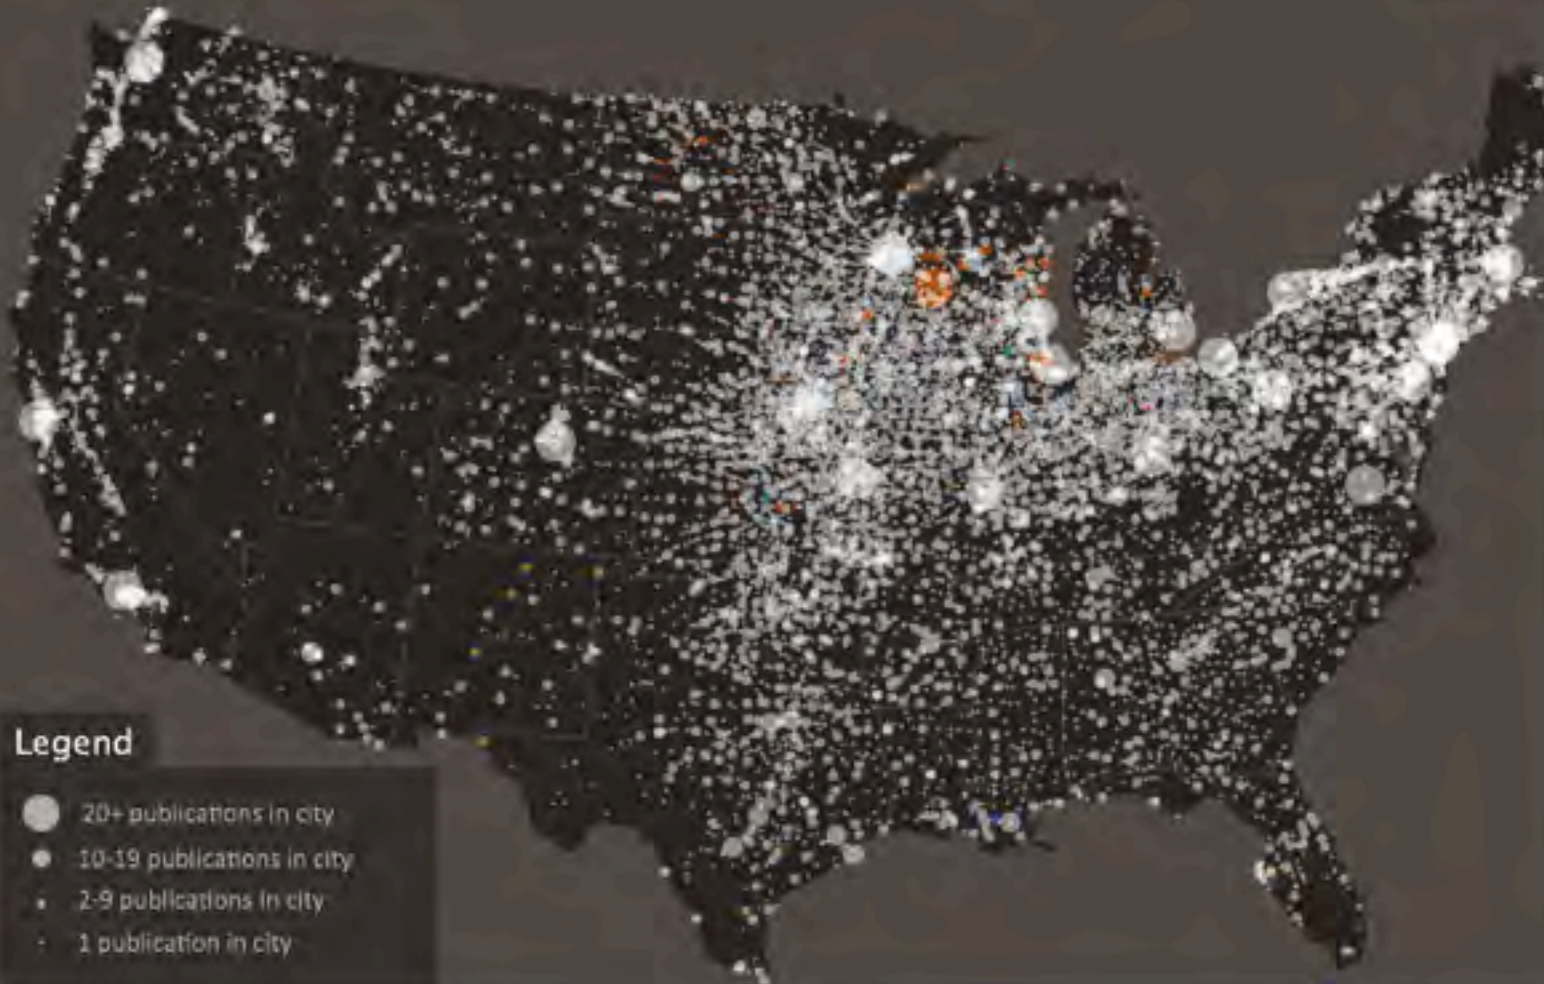 Legend
20+ publications in city
10-19 publications in city
2-9 publications in city
1 publication in city